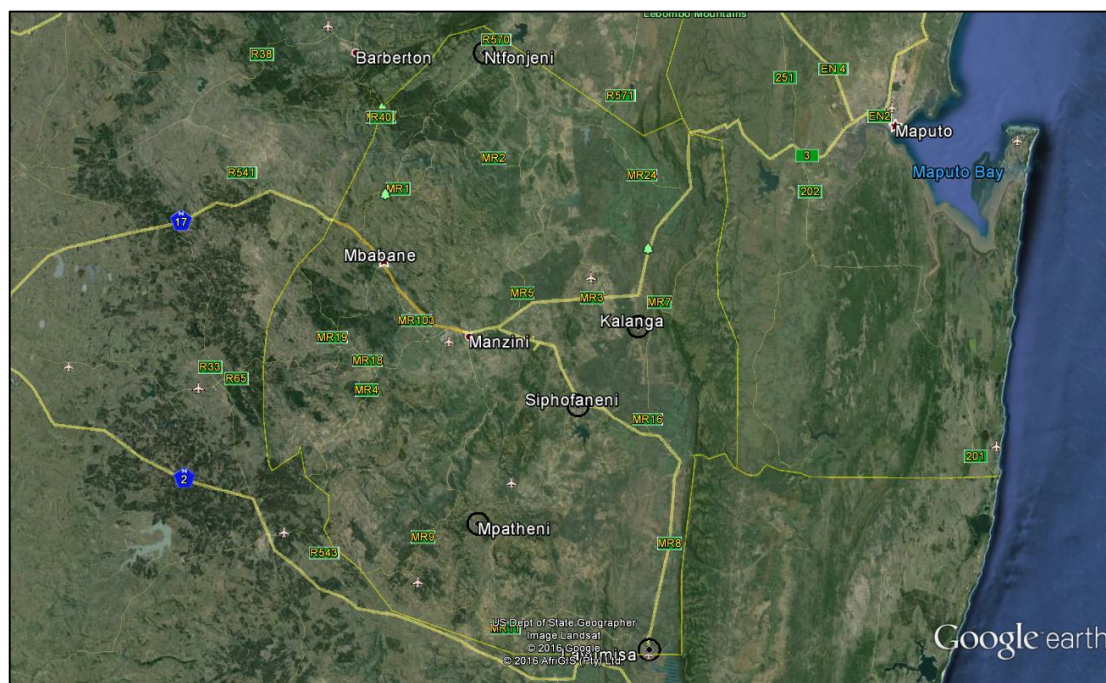 Lebombo Mountains
R570
R38
Barberton
Ntfonjeni
EN 4
251
R571
R40
EN2
Maputo
MR2
3
R541
MR24
Maputo Bay
MR1
202
N
17
Mbabane
MR5
MR3
MR7
MR103
Kalanga
MR19
Manzini
MR18
R33
R65
MR4
Siphofaneni
MR16
201
N
2
Mpatheni
MR9
MR8
R543
US Dept of State Geographer
Image Landsat
© 2016 Google
© 2016 AfriGIS (Pty) Ltd.
Google earth